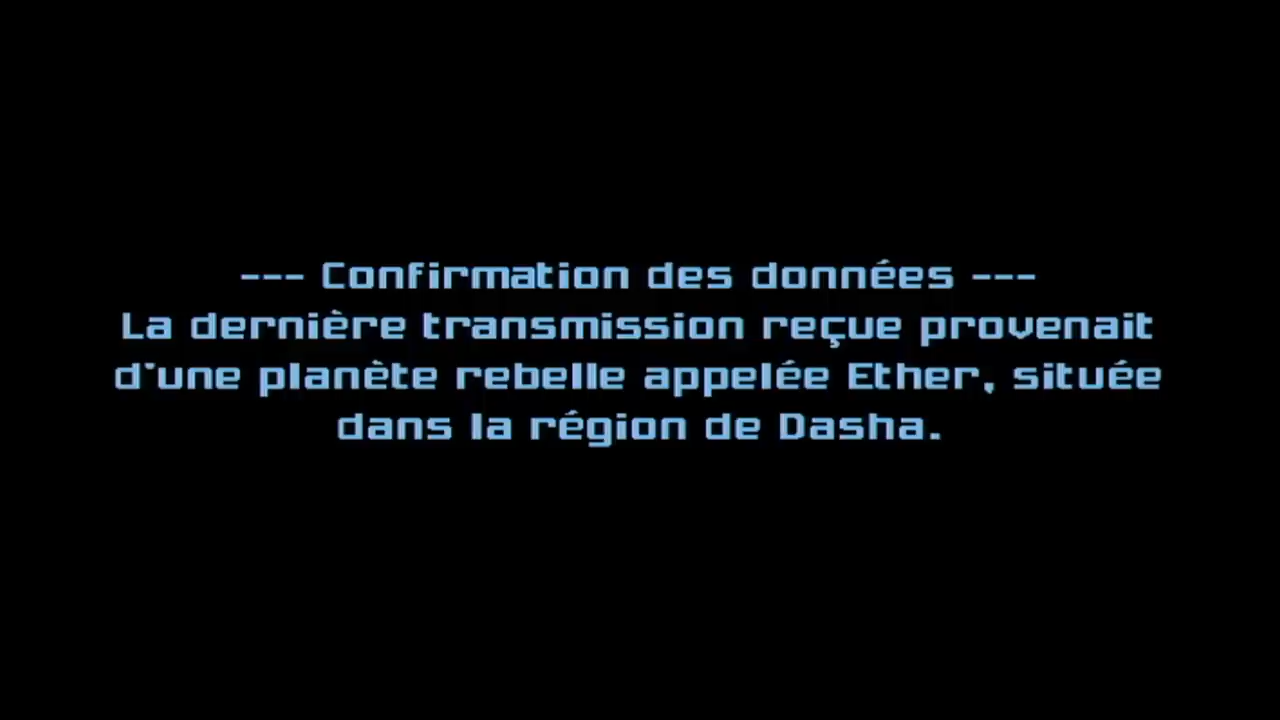 --- Confirmation des données ---
La dernière transmission reçue provenait
d'une planète rebelle appelée Ether, située
dans la région de Dasha.